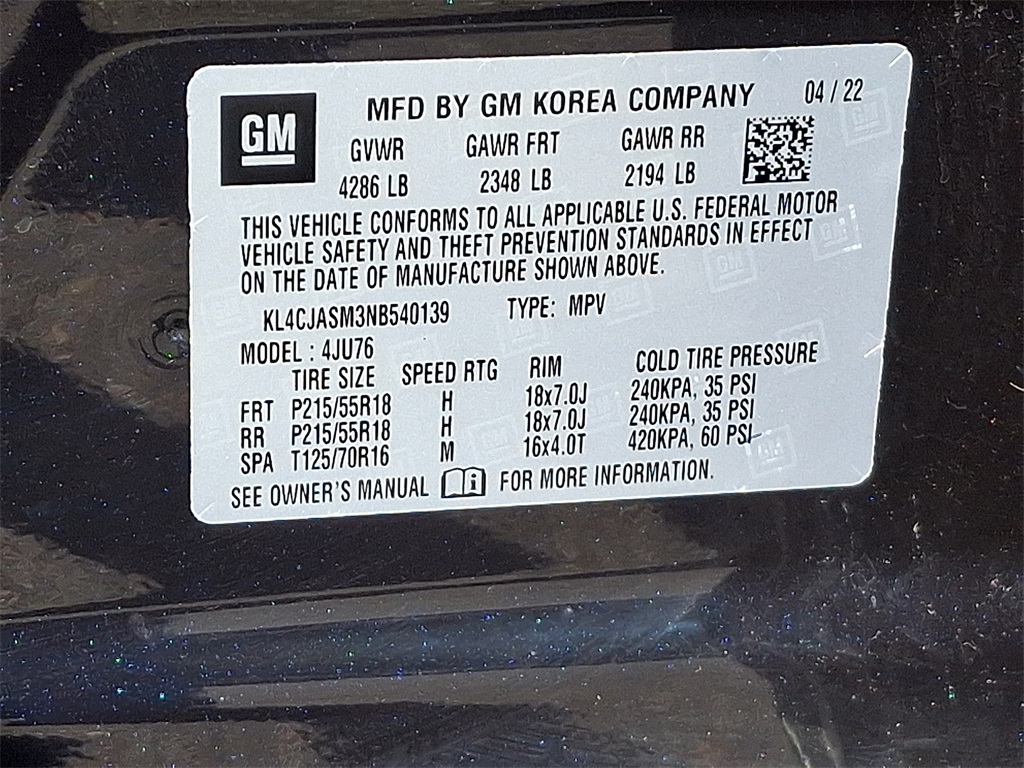 GM
MFD BY GM KOREA COMPANY 04 / 22
GVWR GAWR FRT GAWR RR
4286 LB 2348 LB 2194 LB
THIS VEHICLE CONFORMS TO ALL APPLICABLE U.S. FEDERAL MOTOR
VEHICLE SAFETY AND THEFT PREVENTION STANDARDS IN EFFECT
ON THE DATE OF MANUFACTURE SHOWN ABOVE.
KL4CJASM3NB540139 TYPE: MPV
MODEL : 4JU76
TIRE SIZE SPEED RTG RIM COLD TIRE PRESSURE
FRT P215/55R18 H 18x7.0J 240KPA, 35 PSI
RR P215/55R18 H 18x7.0J 240KPA, 35 PSI
SPA T125/70R16 M 16x4.0T 420KPA, 60 PSI
SEE OWNER'S MANUAL FOR MORE INFORMATION.